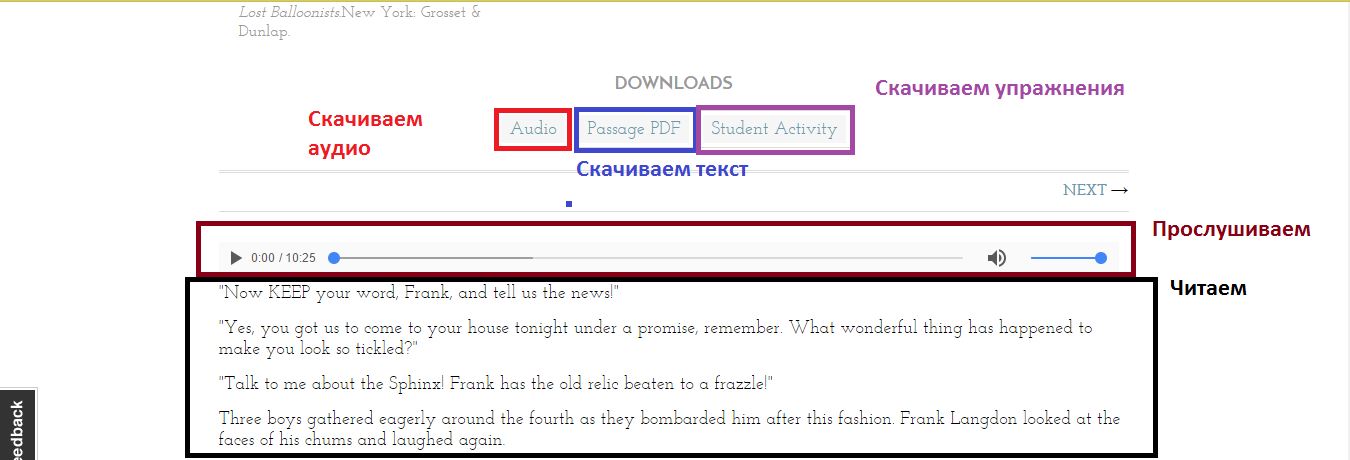 Lost Balloonists.New York: Grosset &
Dunlap.
DOWNLOADS
Скачиваем упражнения
Скачиваем
аудио
Audio
Passage PDF
Student Activity
Скачиваем текст
NEXT →
Прослушиваем
0:00 / 10:25
Читаем
"Now KEEP your word, Frank, and tell us the news!"
"Yes, you got us to come to your house tonight under a promise, remember. What wonderful thing has happened to
make you look so tickled?"
"Talk to me about the Sphinx! Frank has the old relic beaten to a frazzle!"
Three boys gathered eagerly around the fourth as they bombarded him after this fashion. Frank Langdon looked at the
faces of his chums and laughed again.
eedback